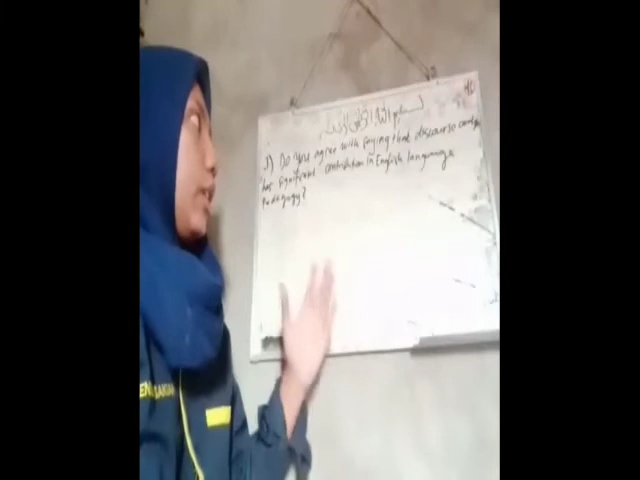 بسم الله الرحمن الرحيم
1) Do you agree with saying that discourse analysis
has significant contribution in English language
Pedagogy?